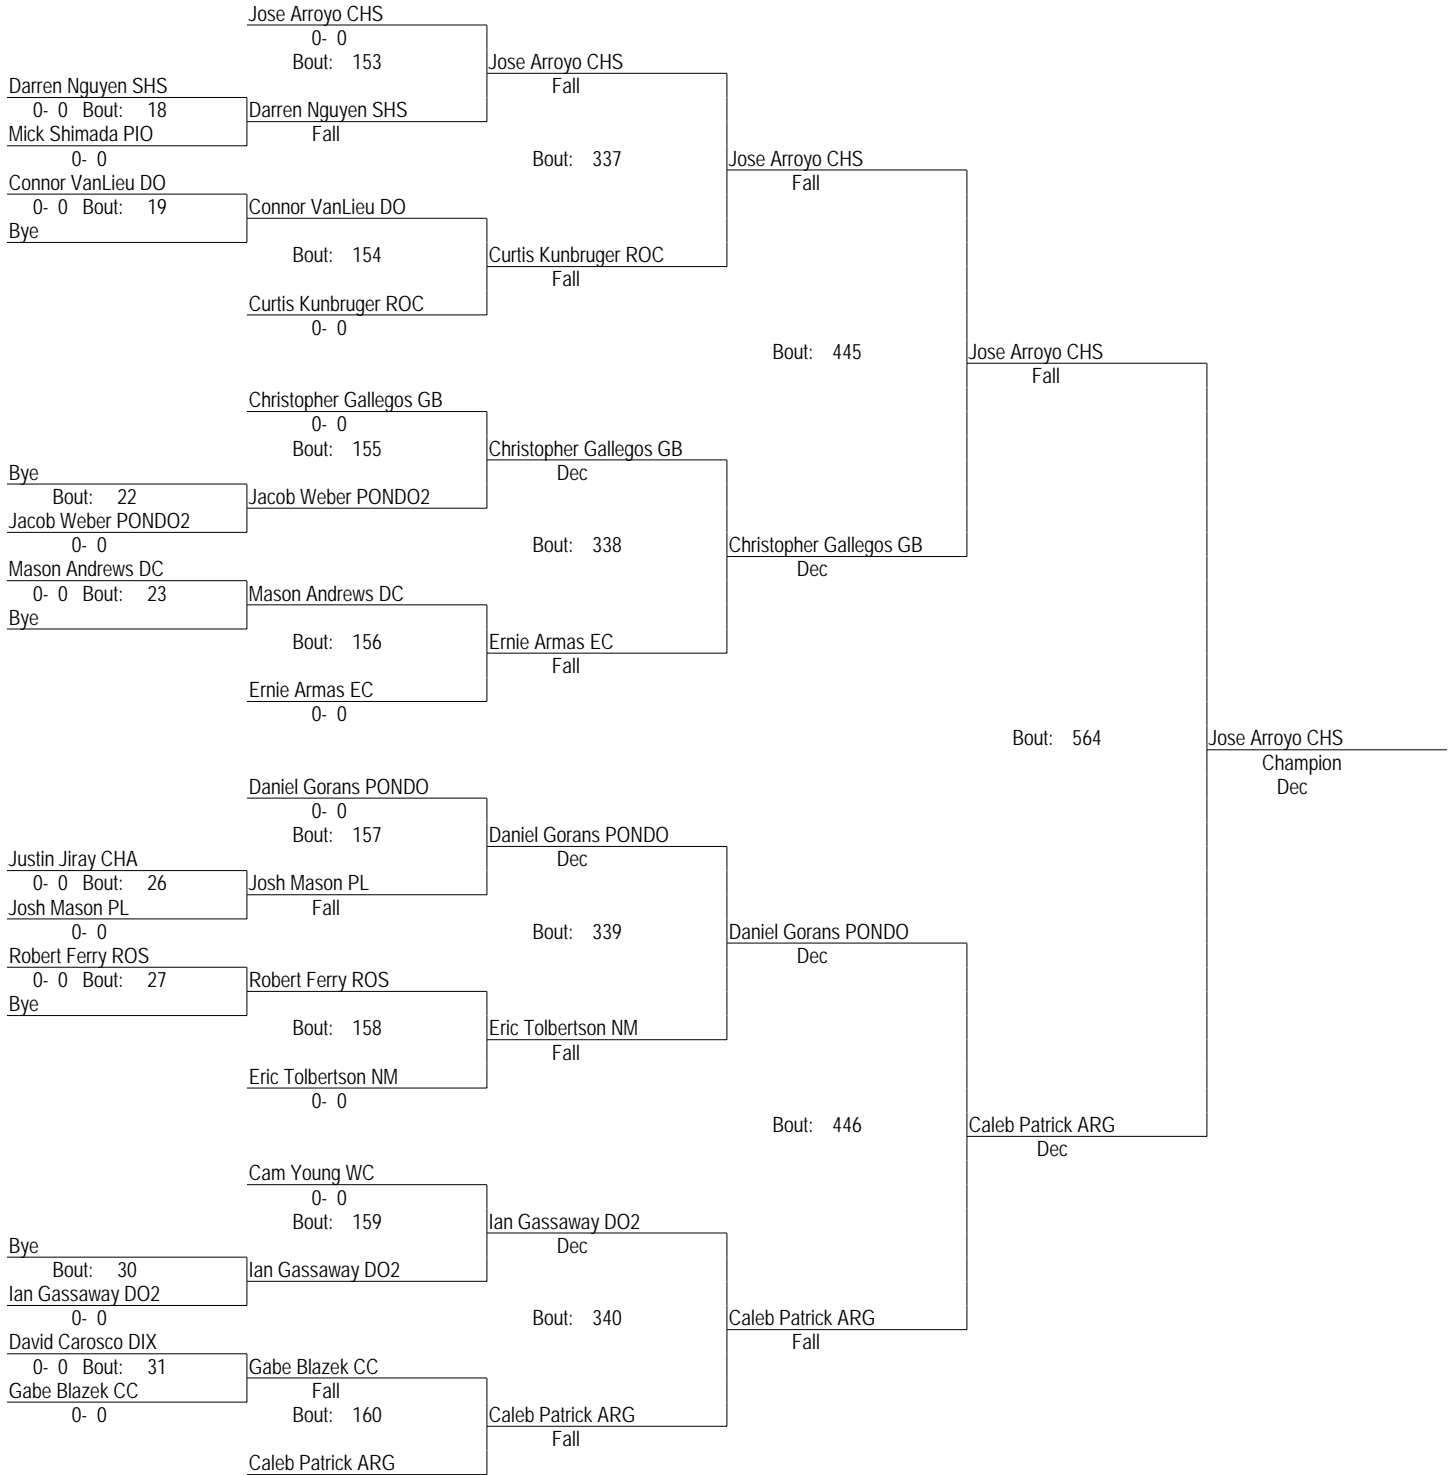 Jose Arroyo CHS
0- 0
Bout: 153
Jose Arroyo CHS
Fall
Darren Nguyen SHS
0- 0 Bout: 18
Darren Nguyen SHS
Mick Shimada PIO
Fall
0- 0
Bout: 337
Jose Arroyo CHS
Fall
Connor VanLieu DO
0- 0 Bout: 19
Connor VanLieu DO
Bye
Bout: 154
Curtis Kunbruger ROC
Fall
Curtis Kunbruger ROC
0- 0
Bout: 445
Jose Arroyo CHS
Fall
Christopher Gallegos GB
0- 0
Bout: 155
Christopher Gallegos GB
Dec
Bye
Bout: 22
Jacob Weber PONDO2
Jacob Weber PONDO2
0- 0
Bout: 338
Christopher Gallegos GB
Dec
Mason Andrews DC
0- 0 Bout: 23
Mason Andrews DC
Bye
Bout: 156
Ernie Armas EC
Fall
Ernie Armas EC
0- 0
Bout: 564
Jose Arroyo CHS
Champion
Dec
Daniel Gorans PONDO
0- 0
Bout: 157
Daniel Gorans PONDO
Dec
Justin Jiray CHA
0- 0 Bout: 26
Josh Mason PL
Josh Mason PL
Fall
0- 0
Bout: 339
Daniel Gorans PONDO
Dec
Robert Ferry ROS
0- 0 Bout: 27
Robert Ferry ROS
Bye
Bout: 158
Eric Tolbertson NM
Fall
Eric Tolbertson NM
0- 0
Bout: 446
Caleb Patrick ARG
Dec
Cam Young WC
0- 0
Bout: 159
Ian Gassaway DO2
Dec
Bye
Bout: 30
Ian Gassaway DO2
Ian Gassaway DO2
0- 0
Bout: 340
Caleb Patrick ARG
Fall
David Carosco DIX
0- 0 Bout: 31
Gabe Blazek CC
Gabe Blazek CC
Fall
0- 0
Bout: 160
Caleb Patrick ARG
Fall
Caleb Patrick ARG